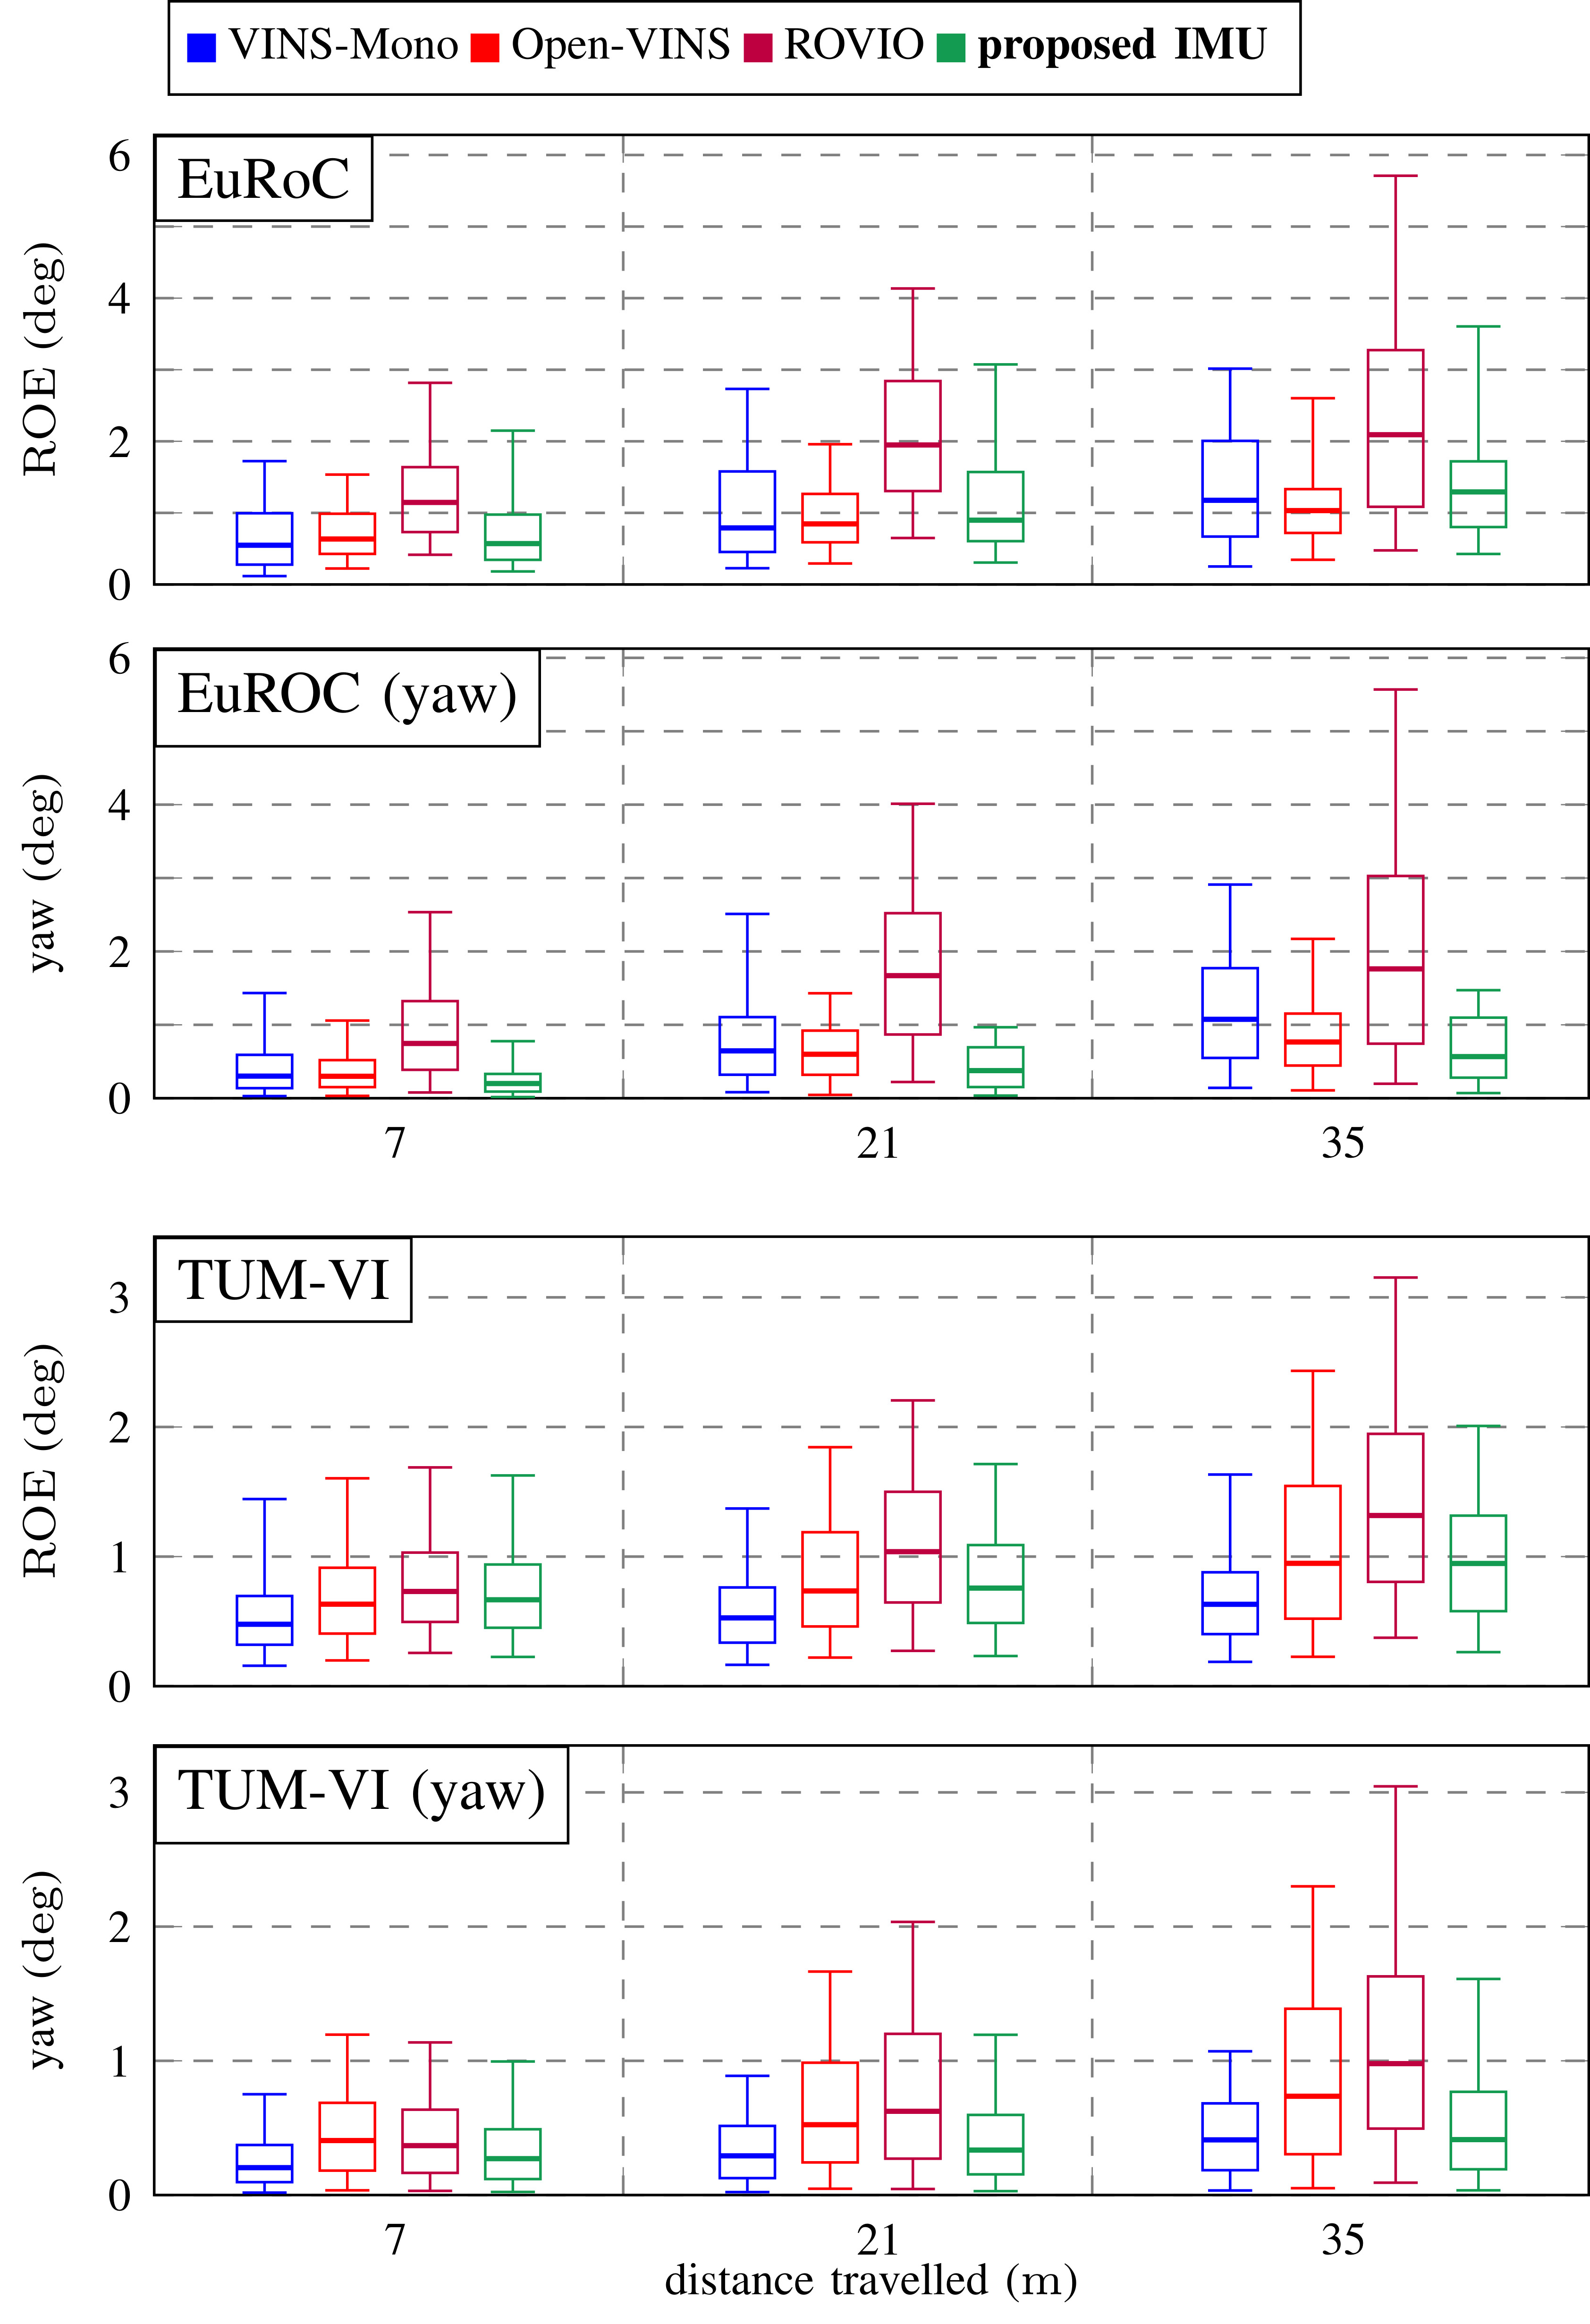 VINS-Mono Open-VINS ROVIO proposed IMU
EuRoC
ROE (deg)
6
4
2
0
EuROC (yaw)
yaw (deg)
6
4
2
0
7 21 35
TUM-VI
ROE (deg)
3
2
1
0
TUM-VI (yaw)
yaw (deg)
3
2
1
0
7 21 35
distance travelled (m)